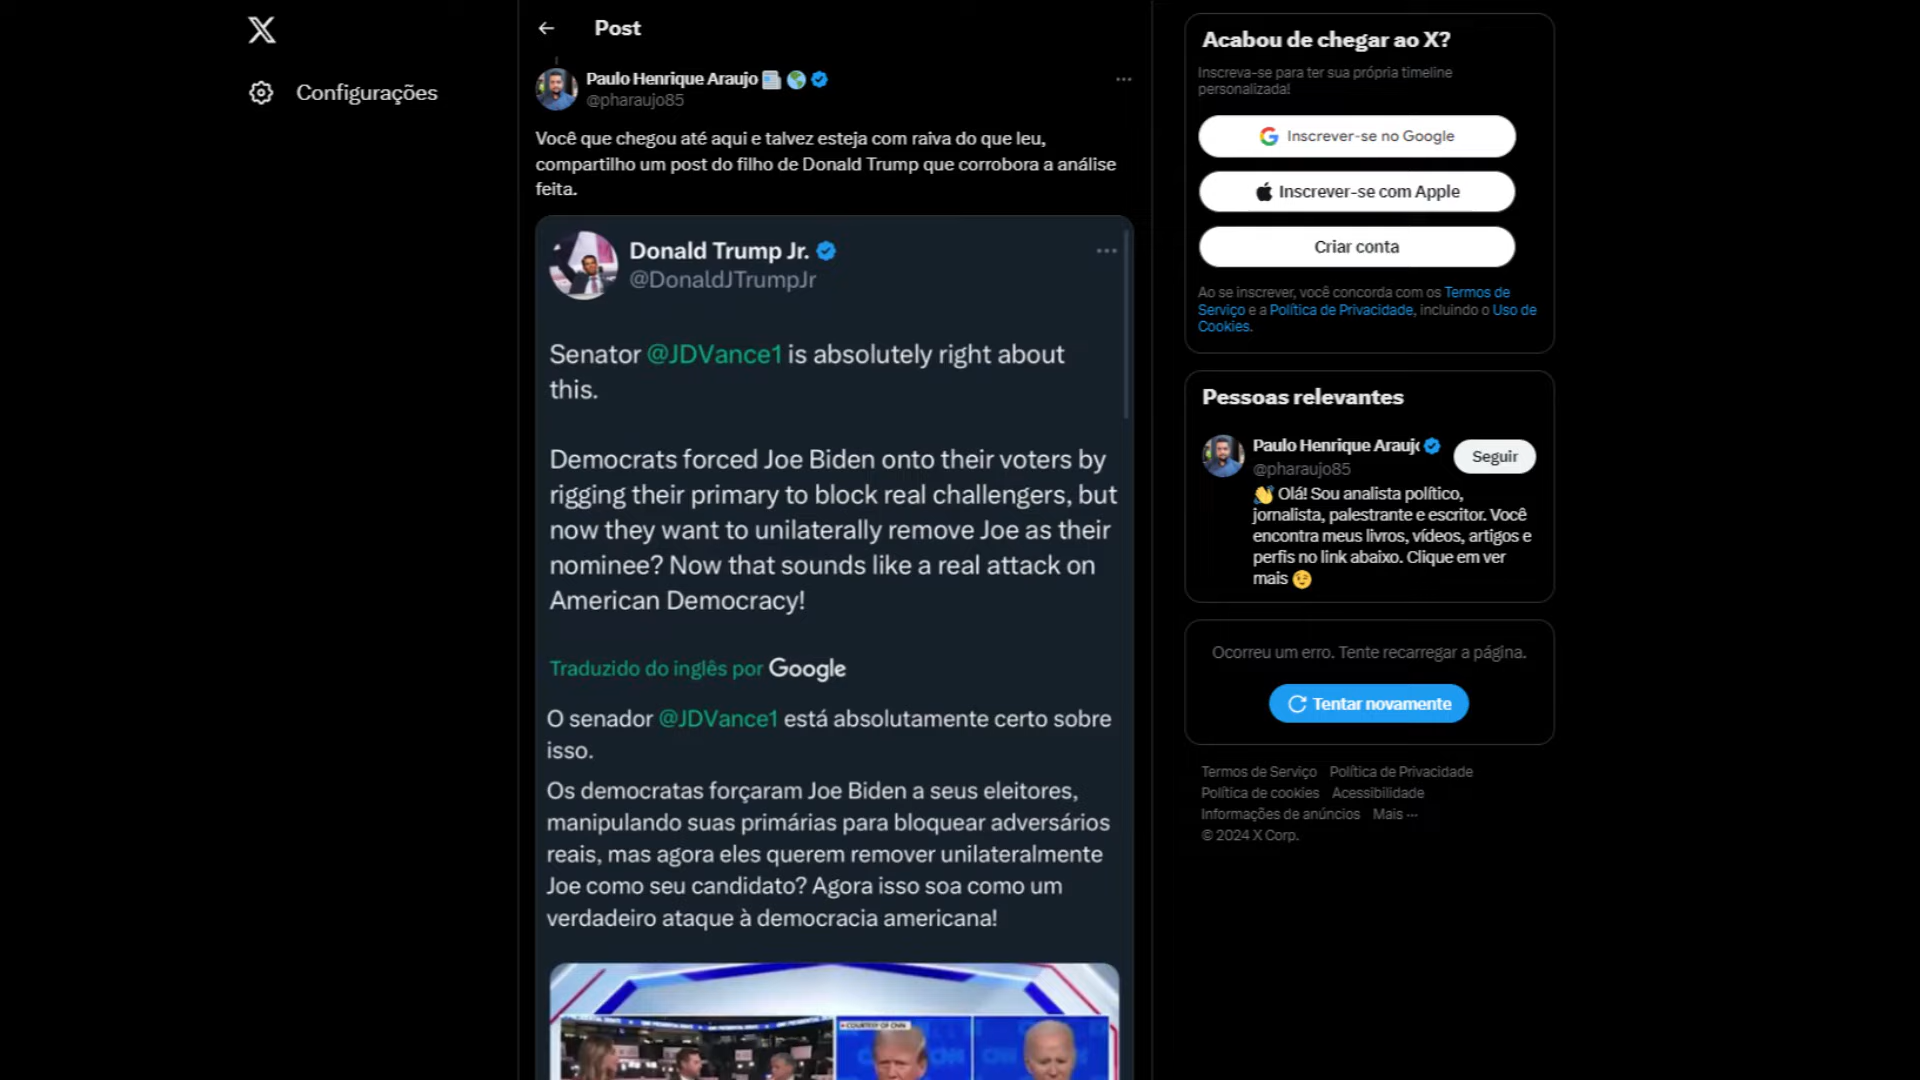 Configurações
Post
Paulo Henrique Araujo
@pharaujo85
Você que chegou até aqui e talvez esteja com raiva do que leu,
compartilho um post do filho de Donald Trump que corrobora a análise
feita.
Donald Trump Jr.
@DonaldJTrumpJr
Senator @JDVance1 is absolutely right about
this.
Democrats forced Joe Biden onto their voters by
rigging their primary to block real challengers, but
now they want to unilaterally remove Joe as their
nominee? Now that sounds like a real attack on
American Democracy!
Traduzido do inglês por Google
O senador @JDVance1 está absolutamente certo sobre
isso.
Os democratas forçaram Joe Biden a seus eleitores,
manipulando suas primárias para bloquear adversários
reais, mas agora eles querem remover unilateralmente
Joe como seu candidato? Agora isso soa como um
verdadeiro ataque à democracia americana!
COURTESY OF CNN
Acabou de chegar ao X?
Inscreva-se para ter sua própria timeline
personalizada!
Inscrever-se no Google
Inscrever-se com Apple
Criar conta
Ao se inscrever, você concorda com os Termos de
Serviço e a Política de Privacidade, incluindo o Uso de
Cookies.
Pessoas relevantes
Paulo Henrique Araujo
@pharaujo85
Seguir
Olá! Sou analista político,
jornalista, palestrante e escritor. Você
encontra meus livros, vídeos, artigos e
perfis no link abaixo. Clique em ver
mais
Ocorreu um erro. Tente recarregar a página.
Tentar novamente
Termos de Serviço Política de Privacidade
Política de cookies Acessibilidade
Informações de anúncios Mais ...
© 2024 X Corp.